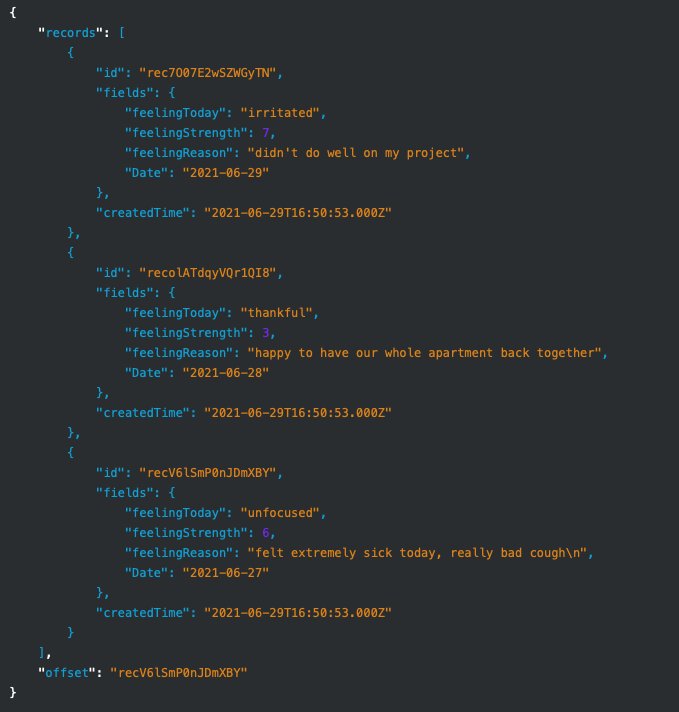 {
    "records": [
        {
            "id": "rec7O07E2wSZWGyTN",
            "fields": {
                "feelingToday": "irritated",
                "feelingStrength": 7,
                "feelingReason": "didn't do well on my project",
                "Date": "2021-06-29"
            },
            "createdTime": "2021-06-29T16:50:53.000Z"
        },
        {
            "id": "recolATdqyVQr1QI8",
            "fields": {
                "feelingToday": "thankful",
                "feelingStrength": 3,
                "feelingReason": "happy to have our whole apartment back together",
                "Date": "2021-06-28"
            },
            "createdTime": "2021-06-29T16:50:53.000Z"
        },
        {
            "id": "recV6lSmP0nJDmXBY",
            "fields": {
                "feelingToday": "unfocused",
                "feelingStrength": 6,
                "feelingReason": "felt extremely sick today, really bad cough\n",
                "Date": "2021-06-27"
            },
            "createdTime": "2021-06-29T16:50:53.000Z"
        }
    ],
    "offset": "recV6lSmP0nJDmXBY"
}